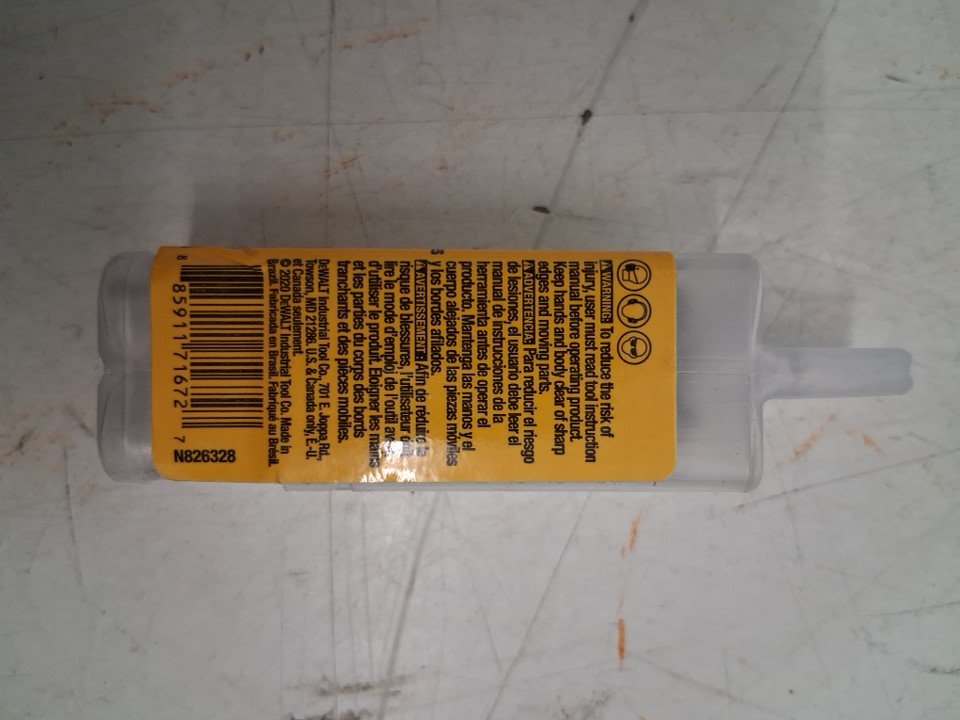 ⚠WARNING: To reduce the risk of
injury, user must read tool instruction
manual before operating product.
Keep hands and body clear of sharp
edges and moving parts.
⚠ADVERTENCIA: Para reducir el riesgo
de lesiones, el usuario debe leer el
manual de instrucciones de la
herramienta antes de operar el
producto. Mantenga las manos y el
cuerpo alejados de las piezas móviles
y los bordes afilados.
⚠AVERTISSEMENT: Afin de réduire le
risque de blessures, l'utilisateur doit
lire le mode d'emploi de l'outil avant
d'utiliser le produit. Éloigner les mains
et les parties du corps des bords
tranchants et des pièces mobiles.
DeWALT Industrial Tool Co., 701 E. Joppa Rd.,
Towson, MD 21286. U.S. & Canada only, É.-U.
et Canada seulement.
© 2020 DeWALT Industrial Tool Co. Made in
Brazil. Fabricada en Brasil. Fabriqué au Brésil.
8 85911 71672 7
N826328